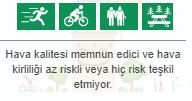 Hava kalitesi memnun edici ve hava
kirliliği az riskli veya hiç risk teşkil
etmiyor.